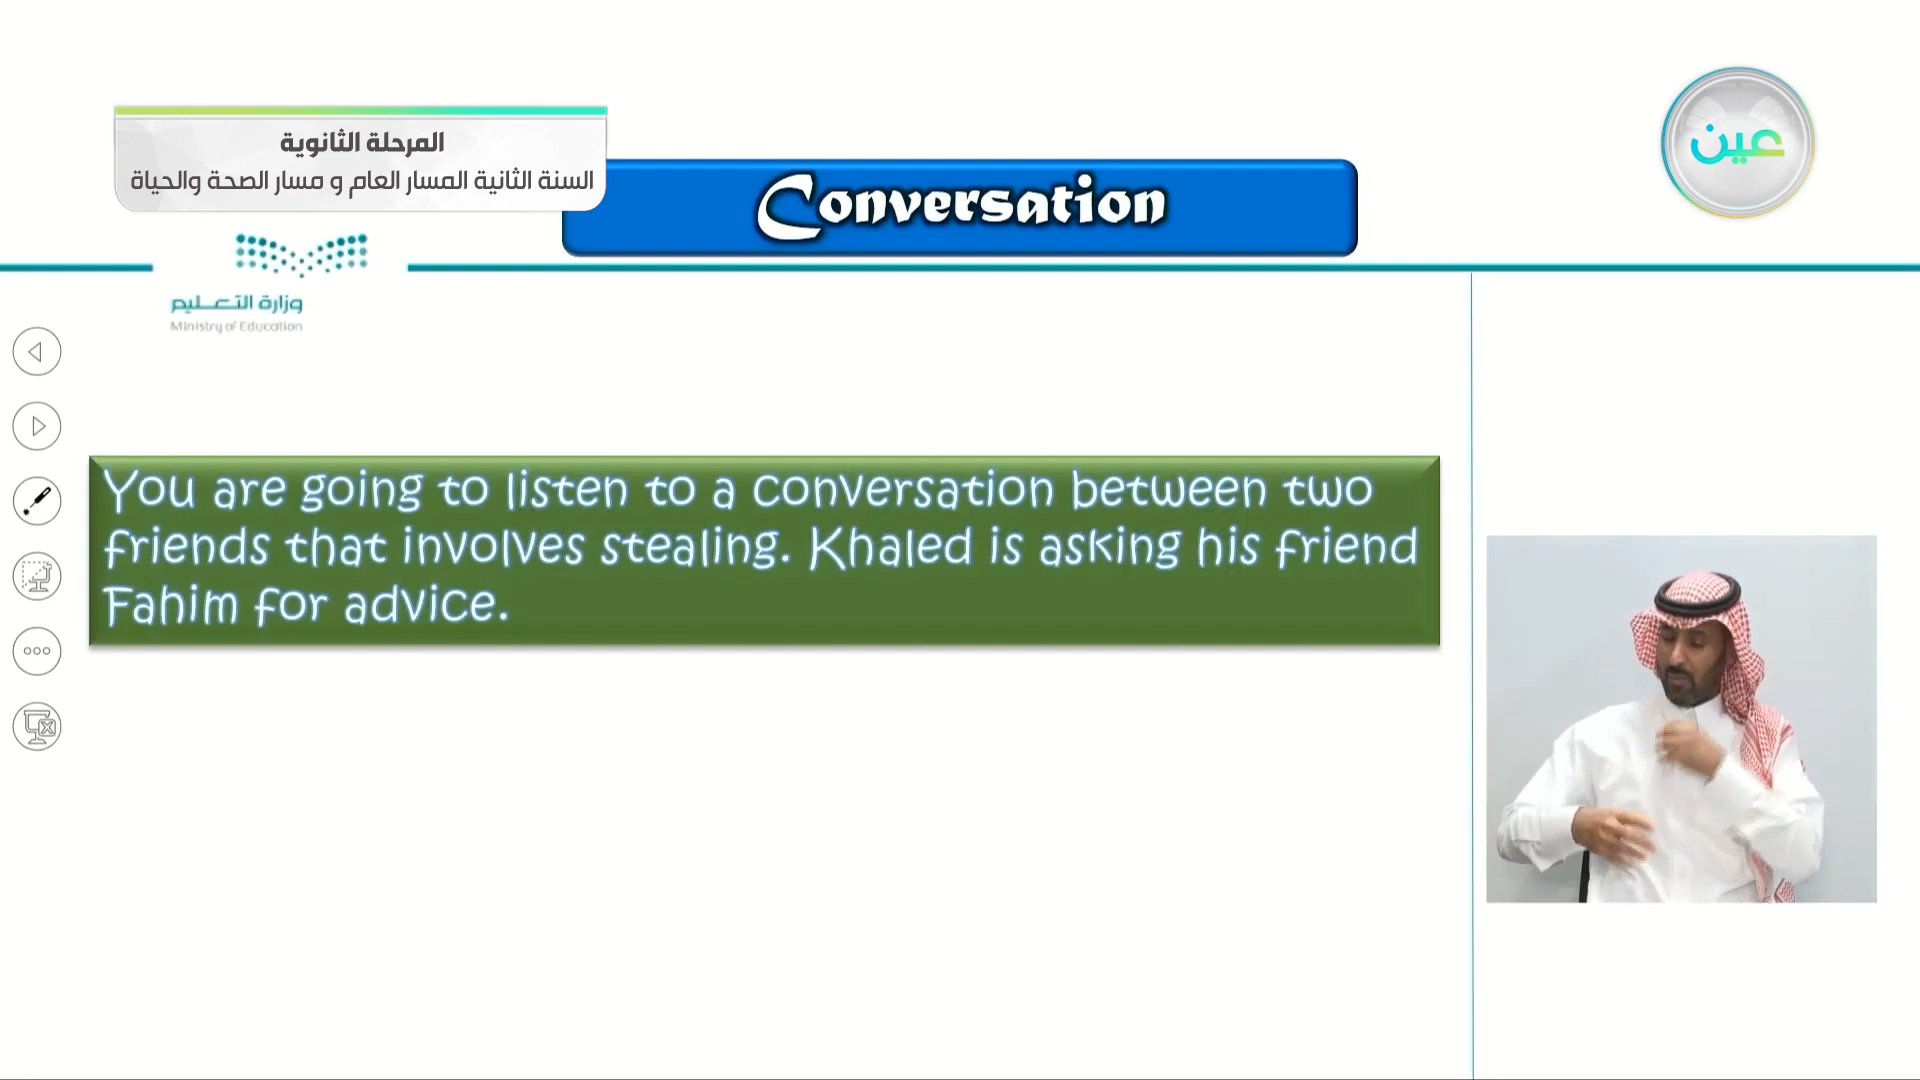 المرحلة الثانوية
السنة الثانية المسار العام و مسار الصحة والحياة
عين
Conversation
وزارة التعـليم
Ministry of Education
You are going to listen to a conversation between two
friends that involves stealing. Khaled is asking his friend
Fahim for advice.